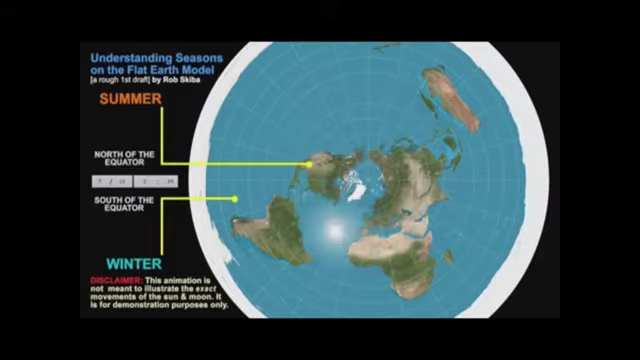 Understanding Seasons
on the Flat Earth Model
[a rough 1st draft] by Rob Skiba
SUMMER
NORTH OF THE
EQUATOR
SOUTH OF THE
EQUATOR
WINTER
DISCLAIMER: This animation is
not meant to illustrate the exact
movements of the sun & moon. It
is for demonstration purposes only.